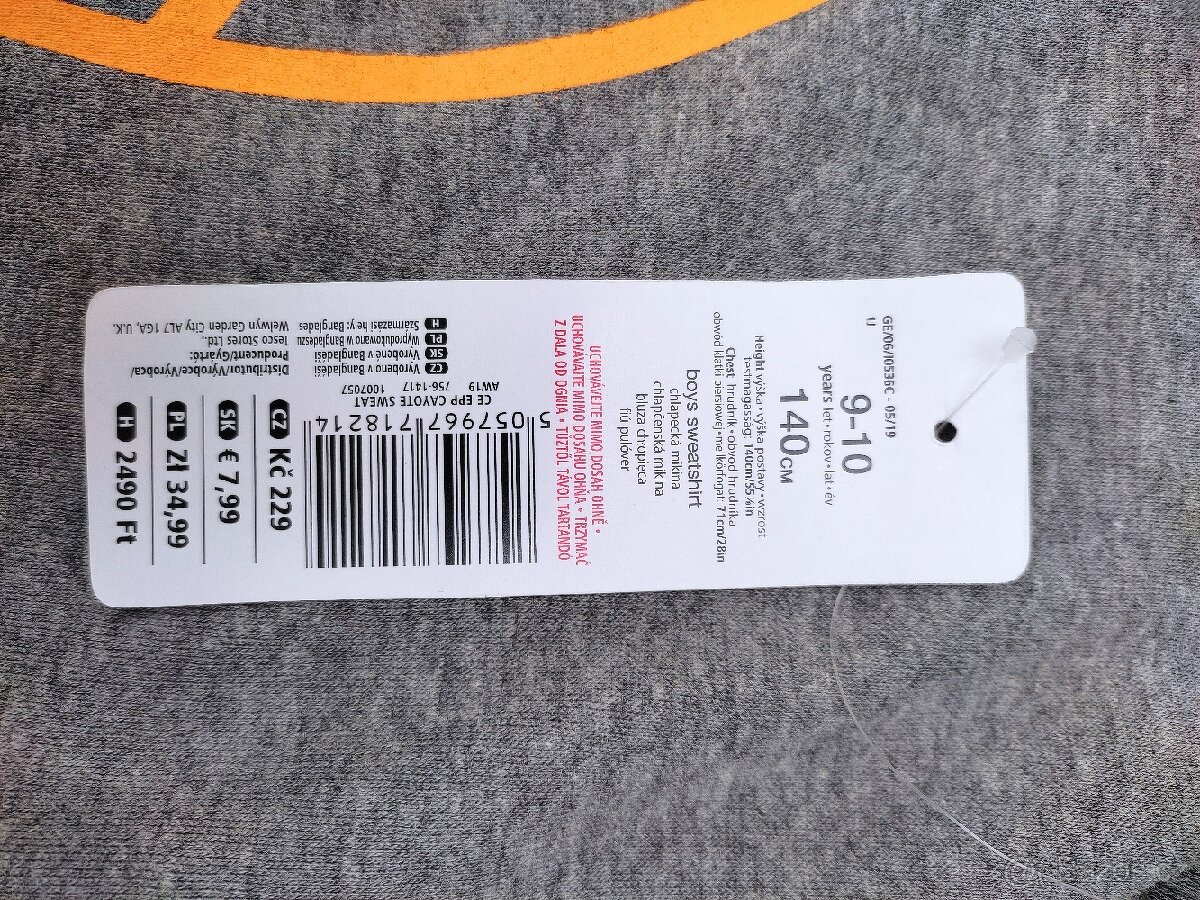 GE/06/I0536C - 05/19
U
9-10
years • let • rokov • lat • év
140CM
Height • výška • výška postavy • wzrost
testmagasság: 140cm/55¼in
Chest • hrudník • obvod hrudníka
obwód klatki piersiowej • mellkörfogat: 71cm/28in
boys sweatshirt
chlapecká mikina
chlapčenská mikina
bluza chłopięca
fiú pulóver
UCHOVÁVEJTE MIMO DOSAH OHNĚ •
UCHOVÁVAJTE MIMO DOSAHU OHŇA • TRZYMAĆ
Z DALA OD OGNIA • TŰZTŐL TÁVOL TARTANDÓ
5 057967 718214
CE EPP CAYOTE SWEAT
AW19 /56-1417 1007057
CZ Vyrobeno v Bangladéši
SK Vyrobené v Bangladéši
PL Wyprodukowano w Bangladeszu
H Származási hely: Banglades
Distributor/Výrobce/Výrobca/
Producent/Gyártó:
Tesco Stores Ltd.
Welwyn Garden City AL7 1GA, U.K.
CZ Kč 229
SK € 7,99
PL Zł 34,99
H 2490 Ft